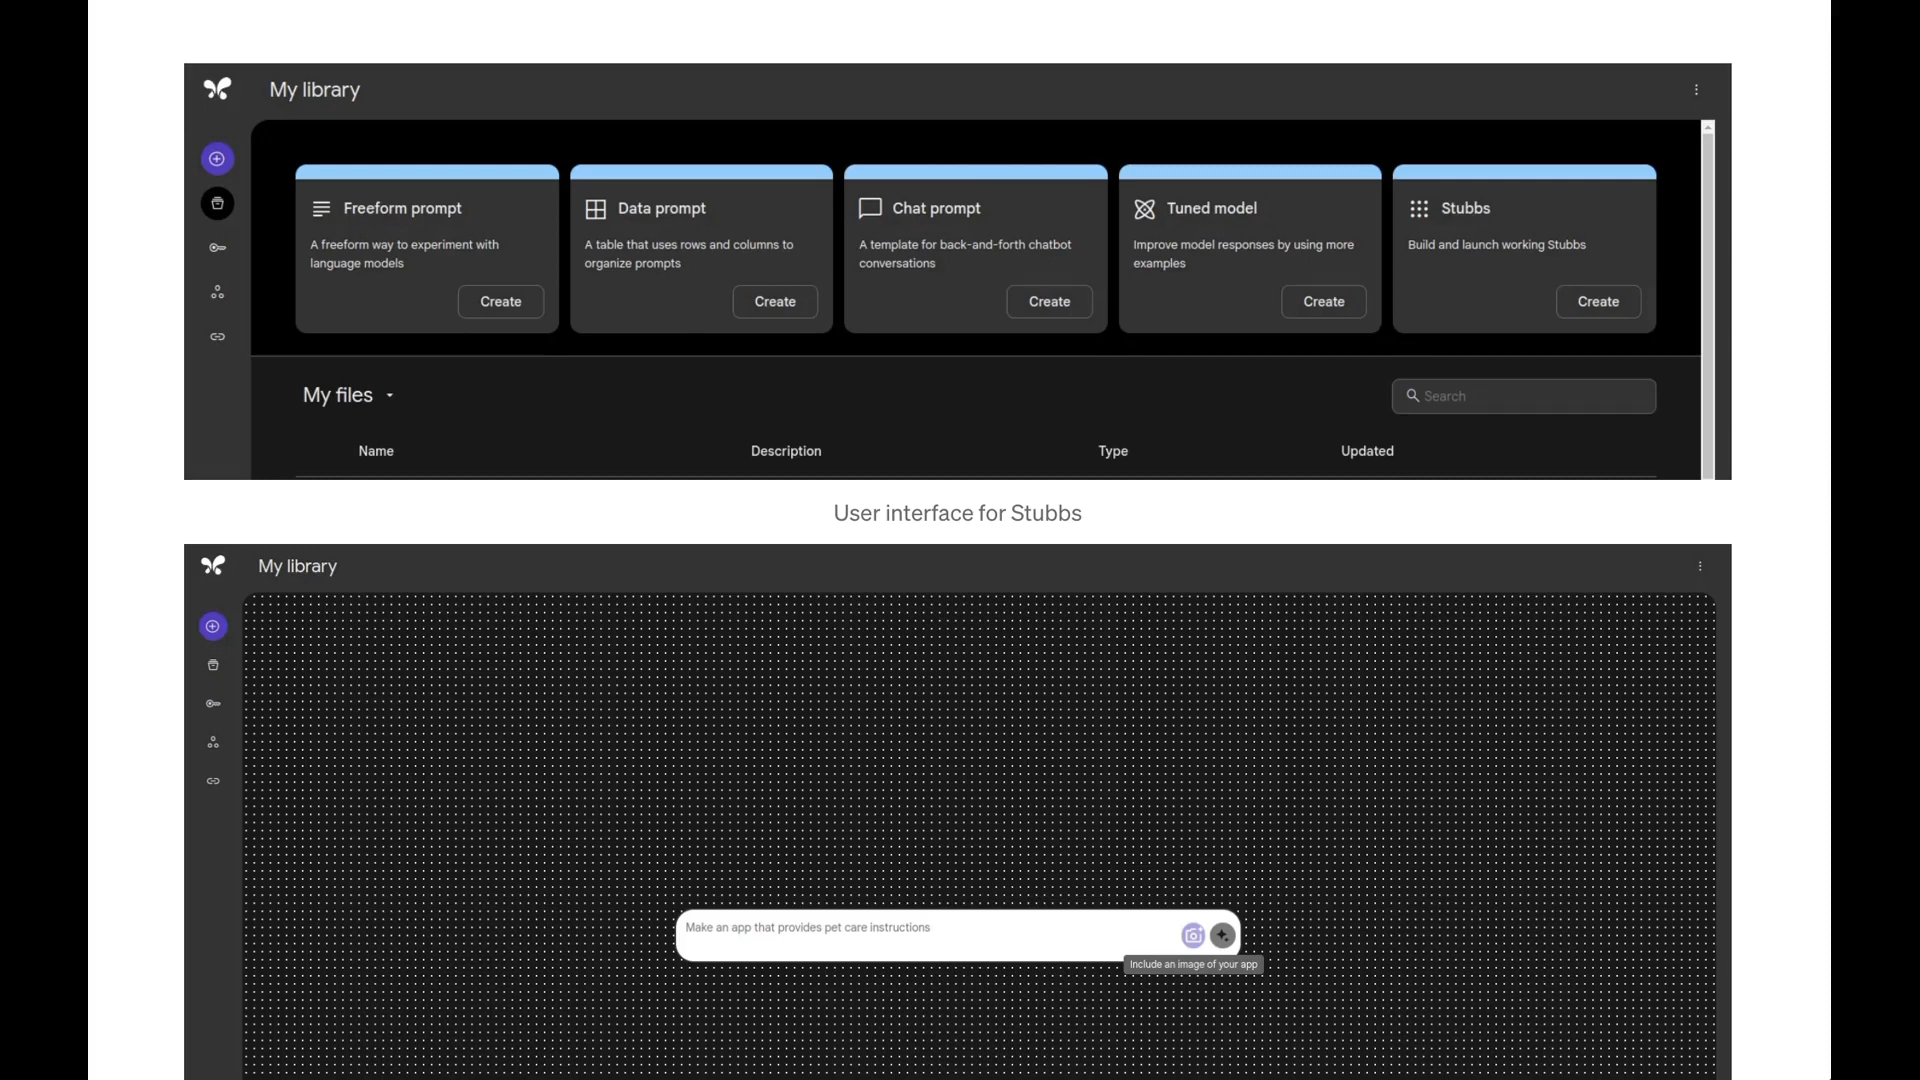 My library
Freeform prompt
A freeform way to experiment with
language models
Create
Data prompt
A table that uses rows and columns to
organize prompts
Create
Chat prompt
A template for back-and-forth chatbot
conversations
Create
Tuned model
Improve model responses by using more
examples
Create
Stubbs
Build and launch working Stubbs
Create
My files
Search
Name Description Type Updated
User interface for Stubbs
My library
Make an app that provides pet care instructions
Include an image of your app